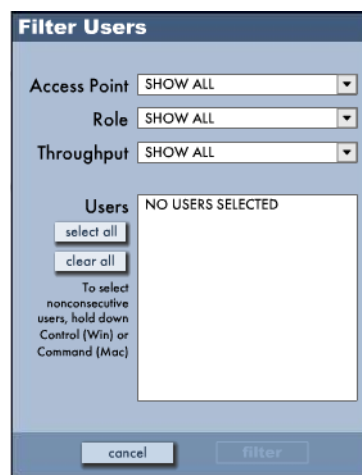 Filter Users
Access Point SHOW ALL
Role SHOW ALL
Throughput SHOW ALL
Users NO USERS SELECTED
select all
clear all
To select
nonconsecutive
users, hold down
Control (Win) or
Command (Mac)
cancel filter